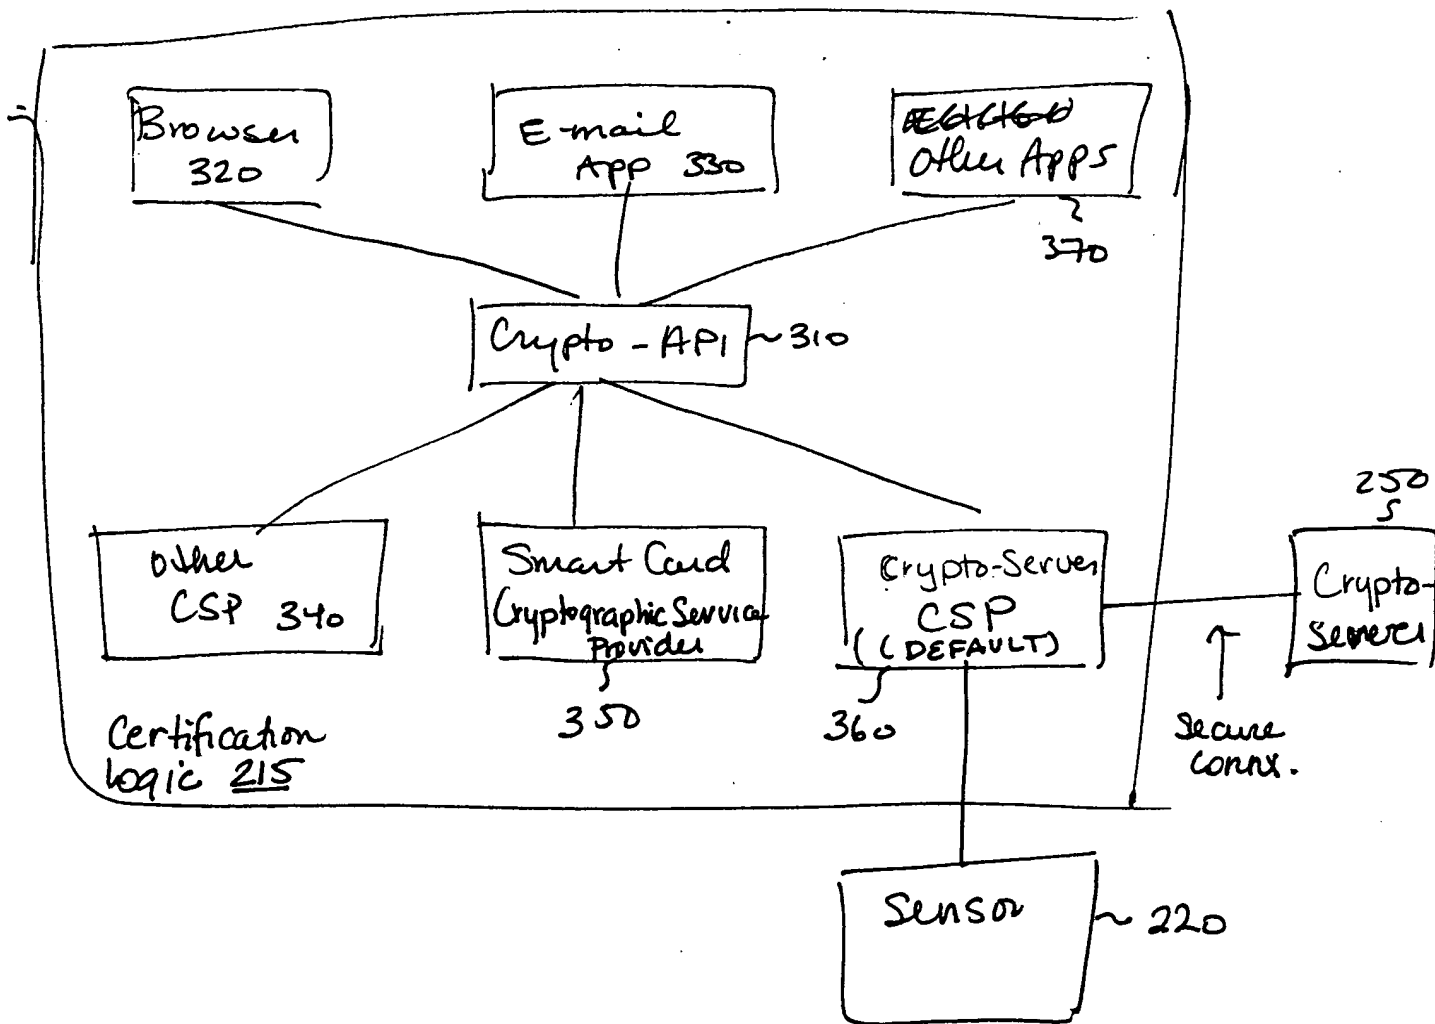 Browser
320
E-mail
App 330
Other Apps
370
Crypto-API
~310
other
CSP 340
Smart Card
Cryptographic Service
Provider
350
Crypto-Server
CSP
(DEFAULT)
360
250
Crypto-
Server
Secure
connx.
Certification
logic 215
Sensor
~220